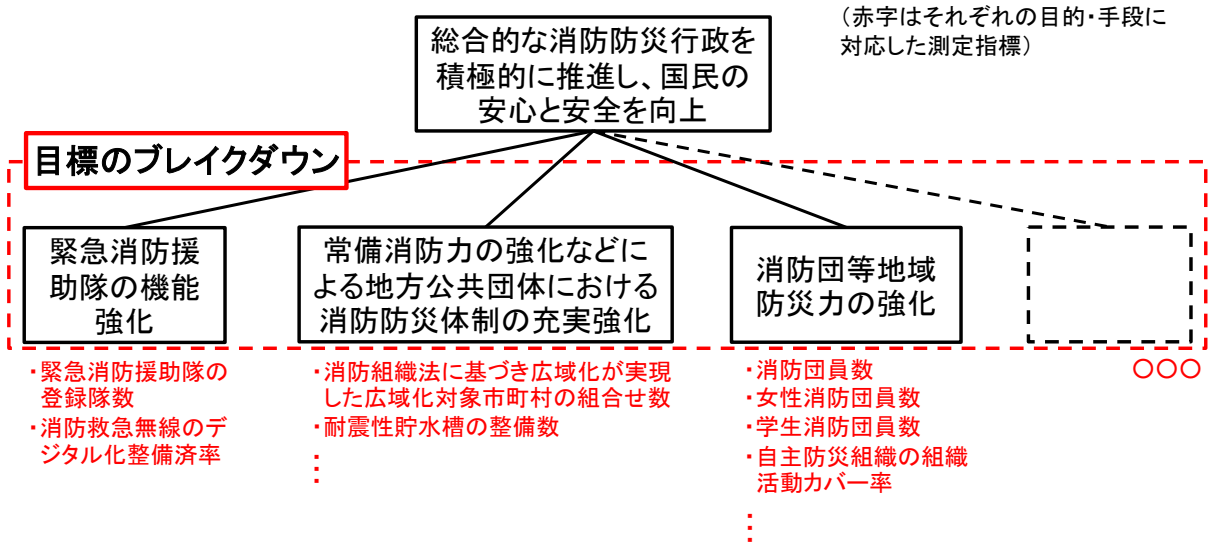 (赤字はそれぞれの目的・手段に
対応した測定指標)
総合的な消防防災行政を
積極的に推進し、国民の
安心と安全を向上
目標のブレイクダウン
緊急消防援
助隊の機能
強化
常備消防力の強化などに
よる地方公共団体における
消防防災体制の充実強化
消防団等地域
防災力の強化
・緊急消防援助隊の
登録隊数
・消防救急無線のデ
ジタル化整備済率
・消防組織法に基づき広域化が実現
した広域化対象市町村の組合せ数
・耐震性貯水槽の整備数
⋮
・消防団員数
・女性消防団員数
・学生消防団員数
・自主防災組織の組織
活動カバー率
⋮
○○○